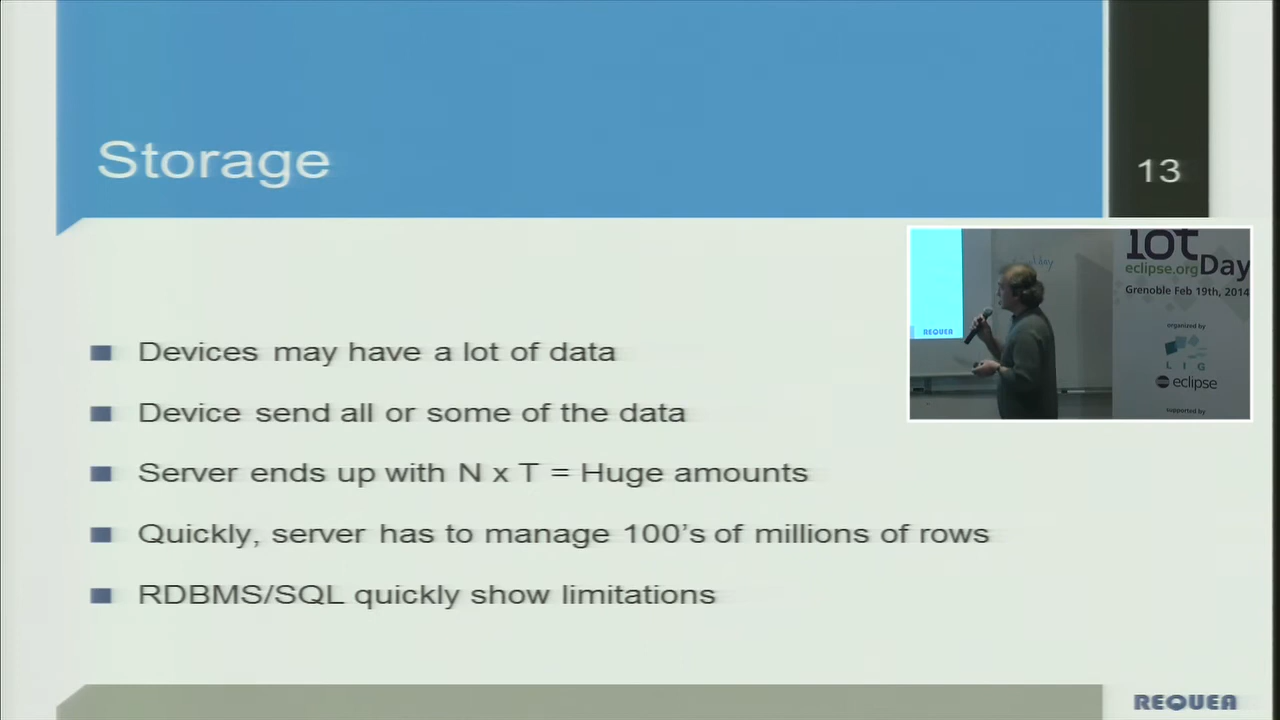 Storage
13
Devices may have a lot of data
Device send all or some of the data
Server ends up with N x T = Huge amounts
Quickly, server has to manage 100's of millions of rows
RDBMS/SQL quickly show limitations
REQUEA
iot
eclipse.org Day
Grenoble Feb 19th, 2014
organized by
LIG
eclipse
supported by
REQUEA